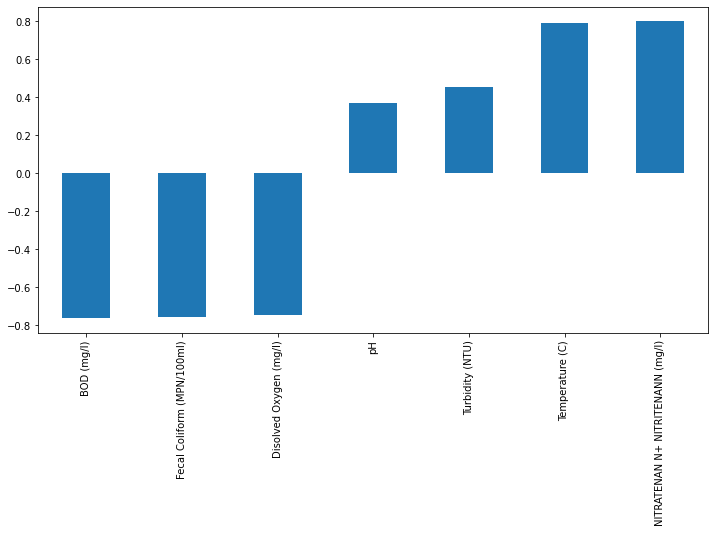 0.8
0.6
0.4
0.2
0.0
−0.2
−0.4
−0.6
−0.8
BOD (mg/l)
Fecal Coliform (MPN/100ml)
Disolved Oxygen (mg/l)
pH
Turbidity (NTU)
Temperature (C)
NITRATENAN N+ NITRITENANN (mg/l)